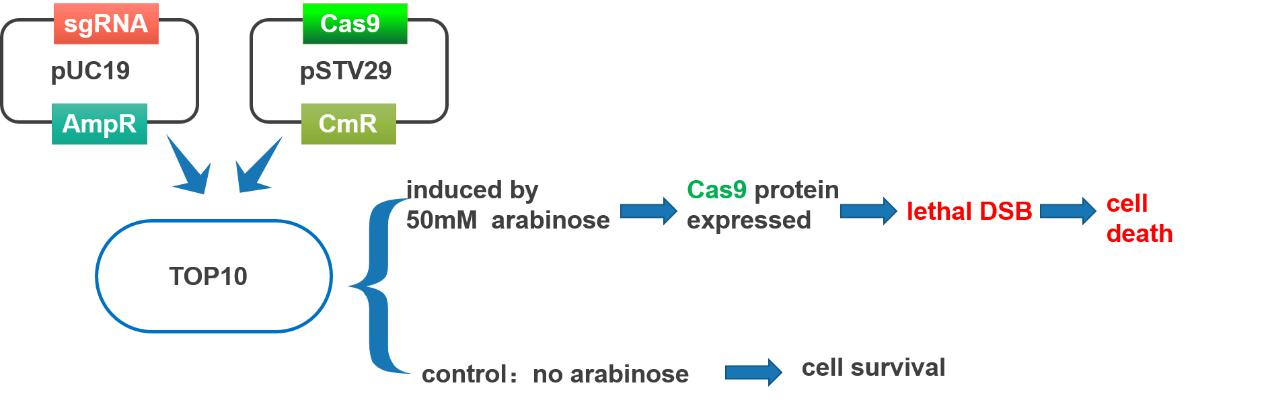 sgRNA
pUC19
AmpR
Cas9
pSTV29
CmR
TOP10
induced by
50mM arabinose
Cas9 protein
expressed
lethal DSB
cell
death
control：no arabinose
cell survival